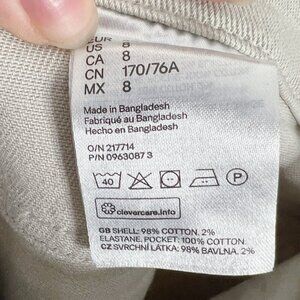 EUR
US 8
CA 8
CN 170/76A
MX 8
Made in Bangladesh
Fabriqué au Bangladesh
Hecho en Bangladesh
O/N 217714
P/N 0963087 3
40
P
clevercare.info
GB SHELL: 98% COTTON, 2%
ELASTANE, POCKET: 100% COTTON.
CZ SVRCHNÍ LÁTKA: 98% BAVLNA, 2%